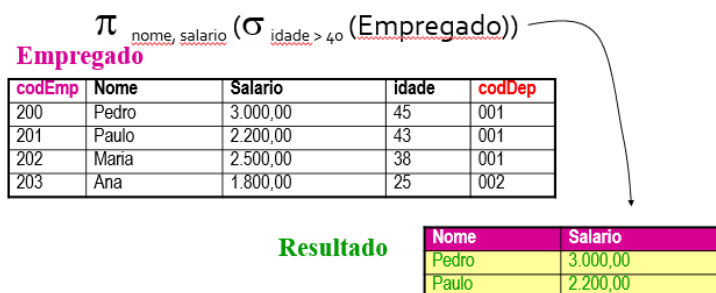 π nome, salario (σ idade > 40 (Empregado))
Empregado
codEmp Nome Salario idade codDep
200 Pedro 3.000,00 45 001
201 Paulo 2.200,00 43 001
202 Maria 2.500,00 38 001
203 Ana 1.800,00 25 002
Resultado
Nome Salario
Pedro 3.000,00
Paulo 2.200,00